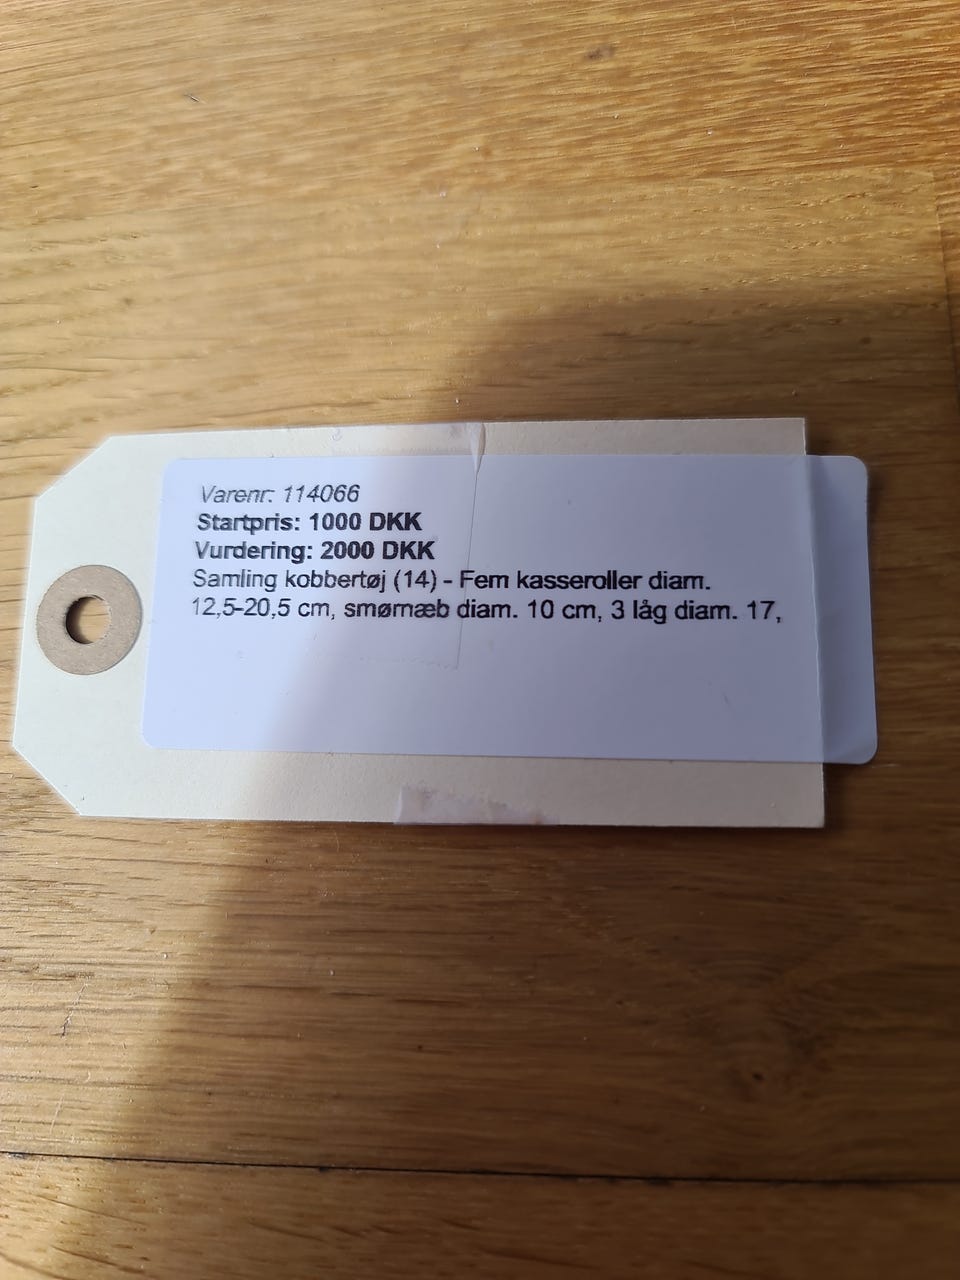 Varenr: 114066
Startpris: 1000 DKK
Vurdering: 2000 DKK
Samling kobbertøj (14) - Fem kasseroller diam.
12,5-20,5 cm, smørnæb diam. 10 cm, 3 låg diam. 17,